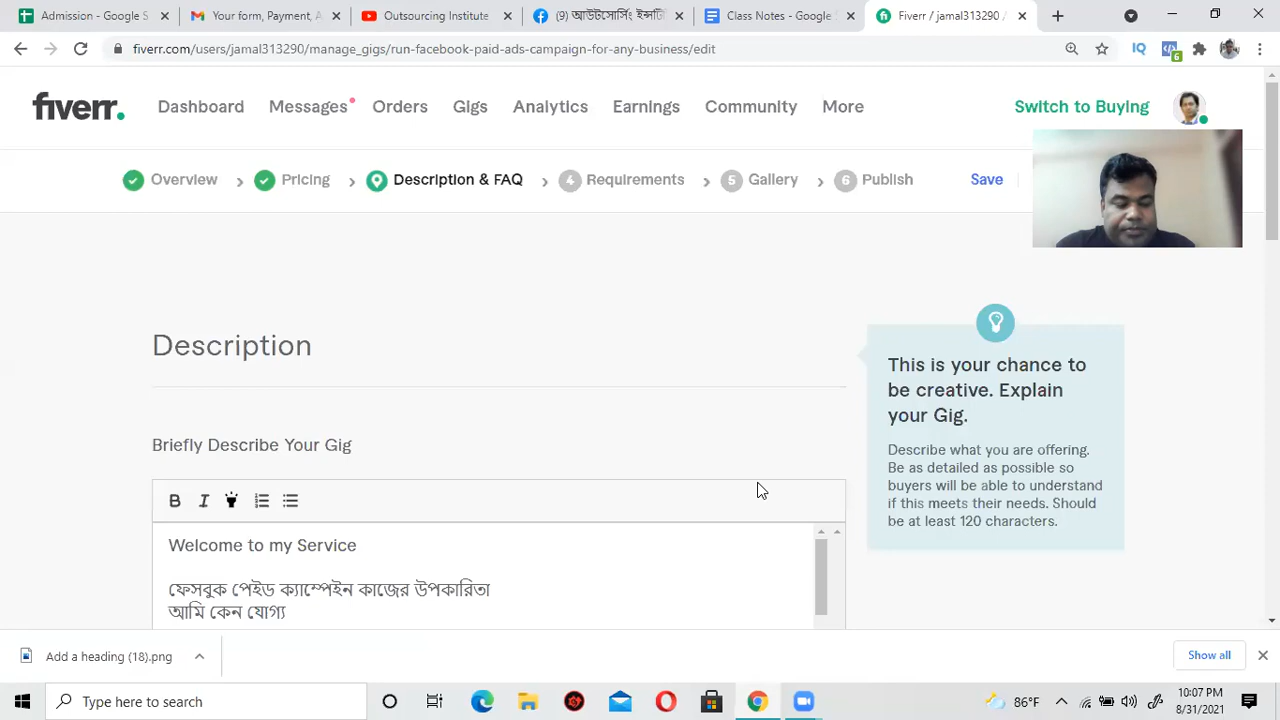 Admission - Google S
Your form, Payment,
Outsourcing Institute
(৩) আউটসোর্সিং ইন্সটি
Class Notes - Google
Fiverr / jamal313290 /
fiverr.com/users/jamal313290/manage_gigs/run-facebook-paid-ads-campaign-for-any-business/edit
IQ
6
fiverr.
Dashboard
Messages
Orders
Gigs
Analytics
Earnings
Community
More
Switch to Buying
Overview
Pricing
Description & FAQ
4 Requirements
5 Gallery
6 Publish
Save
Description
Briefly Describe Your Gig
B I
Welcome to my Service
ফেসবুক পেইড ক্যাম্পেইন কাজের উপকারিতা
আমি কেন যোগ্য
This is your chance to
be creative. Explain
your Gig.
Describe what you are offering.
Be as detailed as possible so
buyers will be able to understand
if this meets their needs. Should
be at least 120 characters.
Add a heading (18).png
Show all
Type here to search
86°F
10:07 PM
8/31/2021